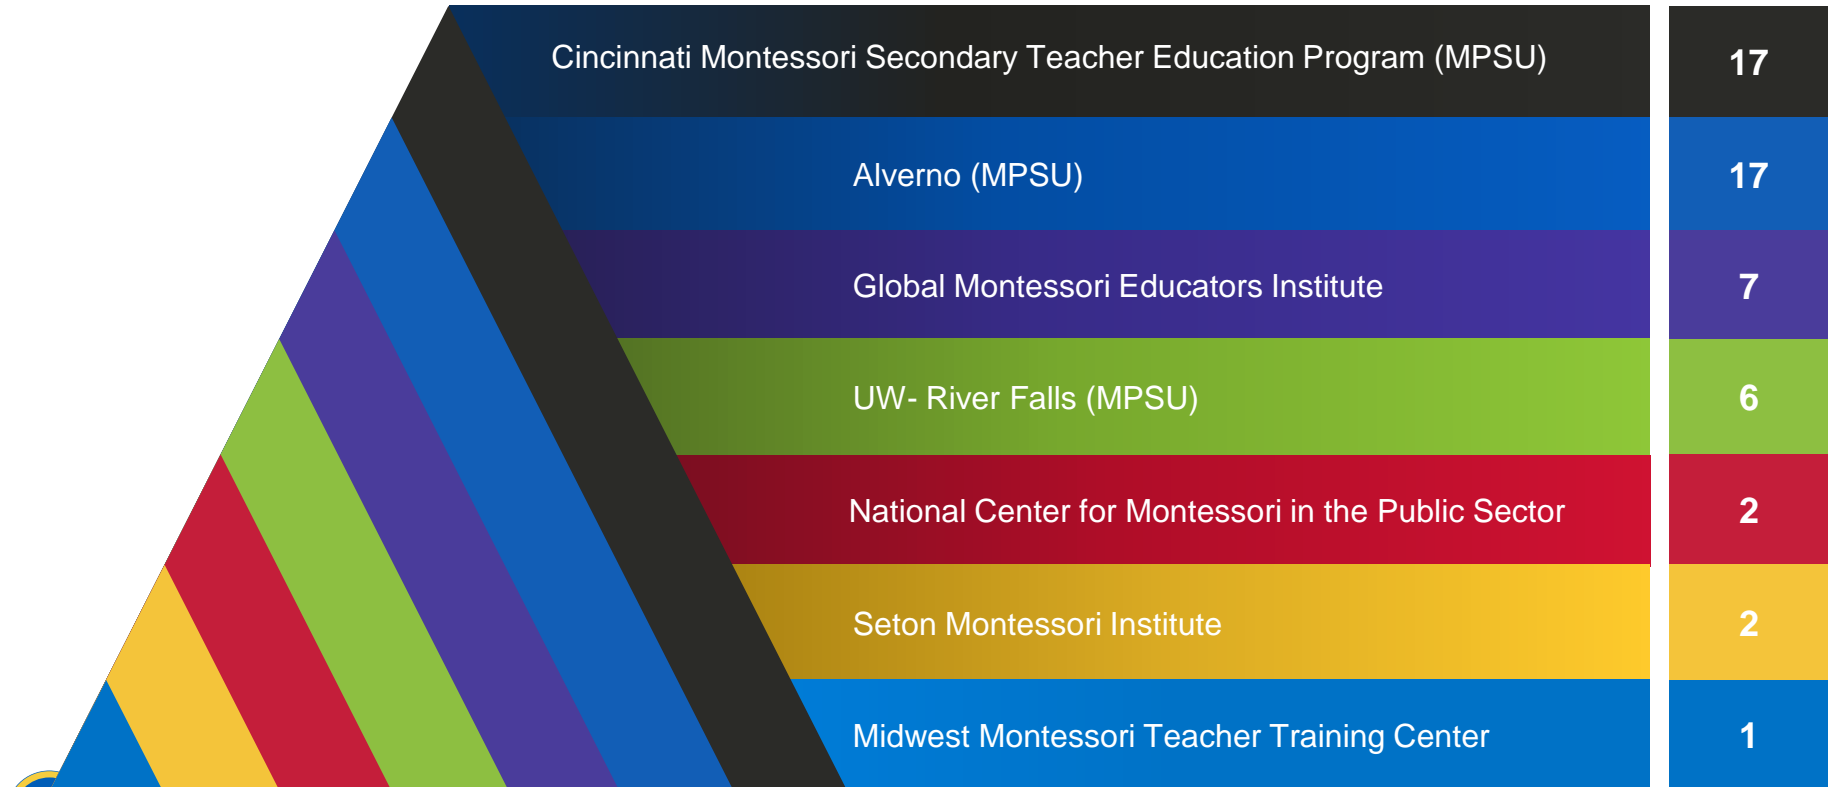 Cincinnati Montessori Secondary Teacher Education Program (MPSU) 17
Alverno (MPSU) 17
Global Montessori Educators Institute 7
UW- River Falls (MPSU) 6
National Center for Montessori in the Public Sector 2
Seton Montessori Institute 2
Midwest Montessori Teacher Training Center 1